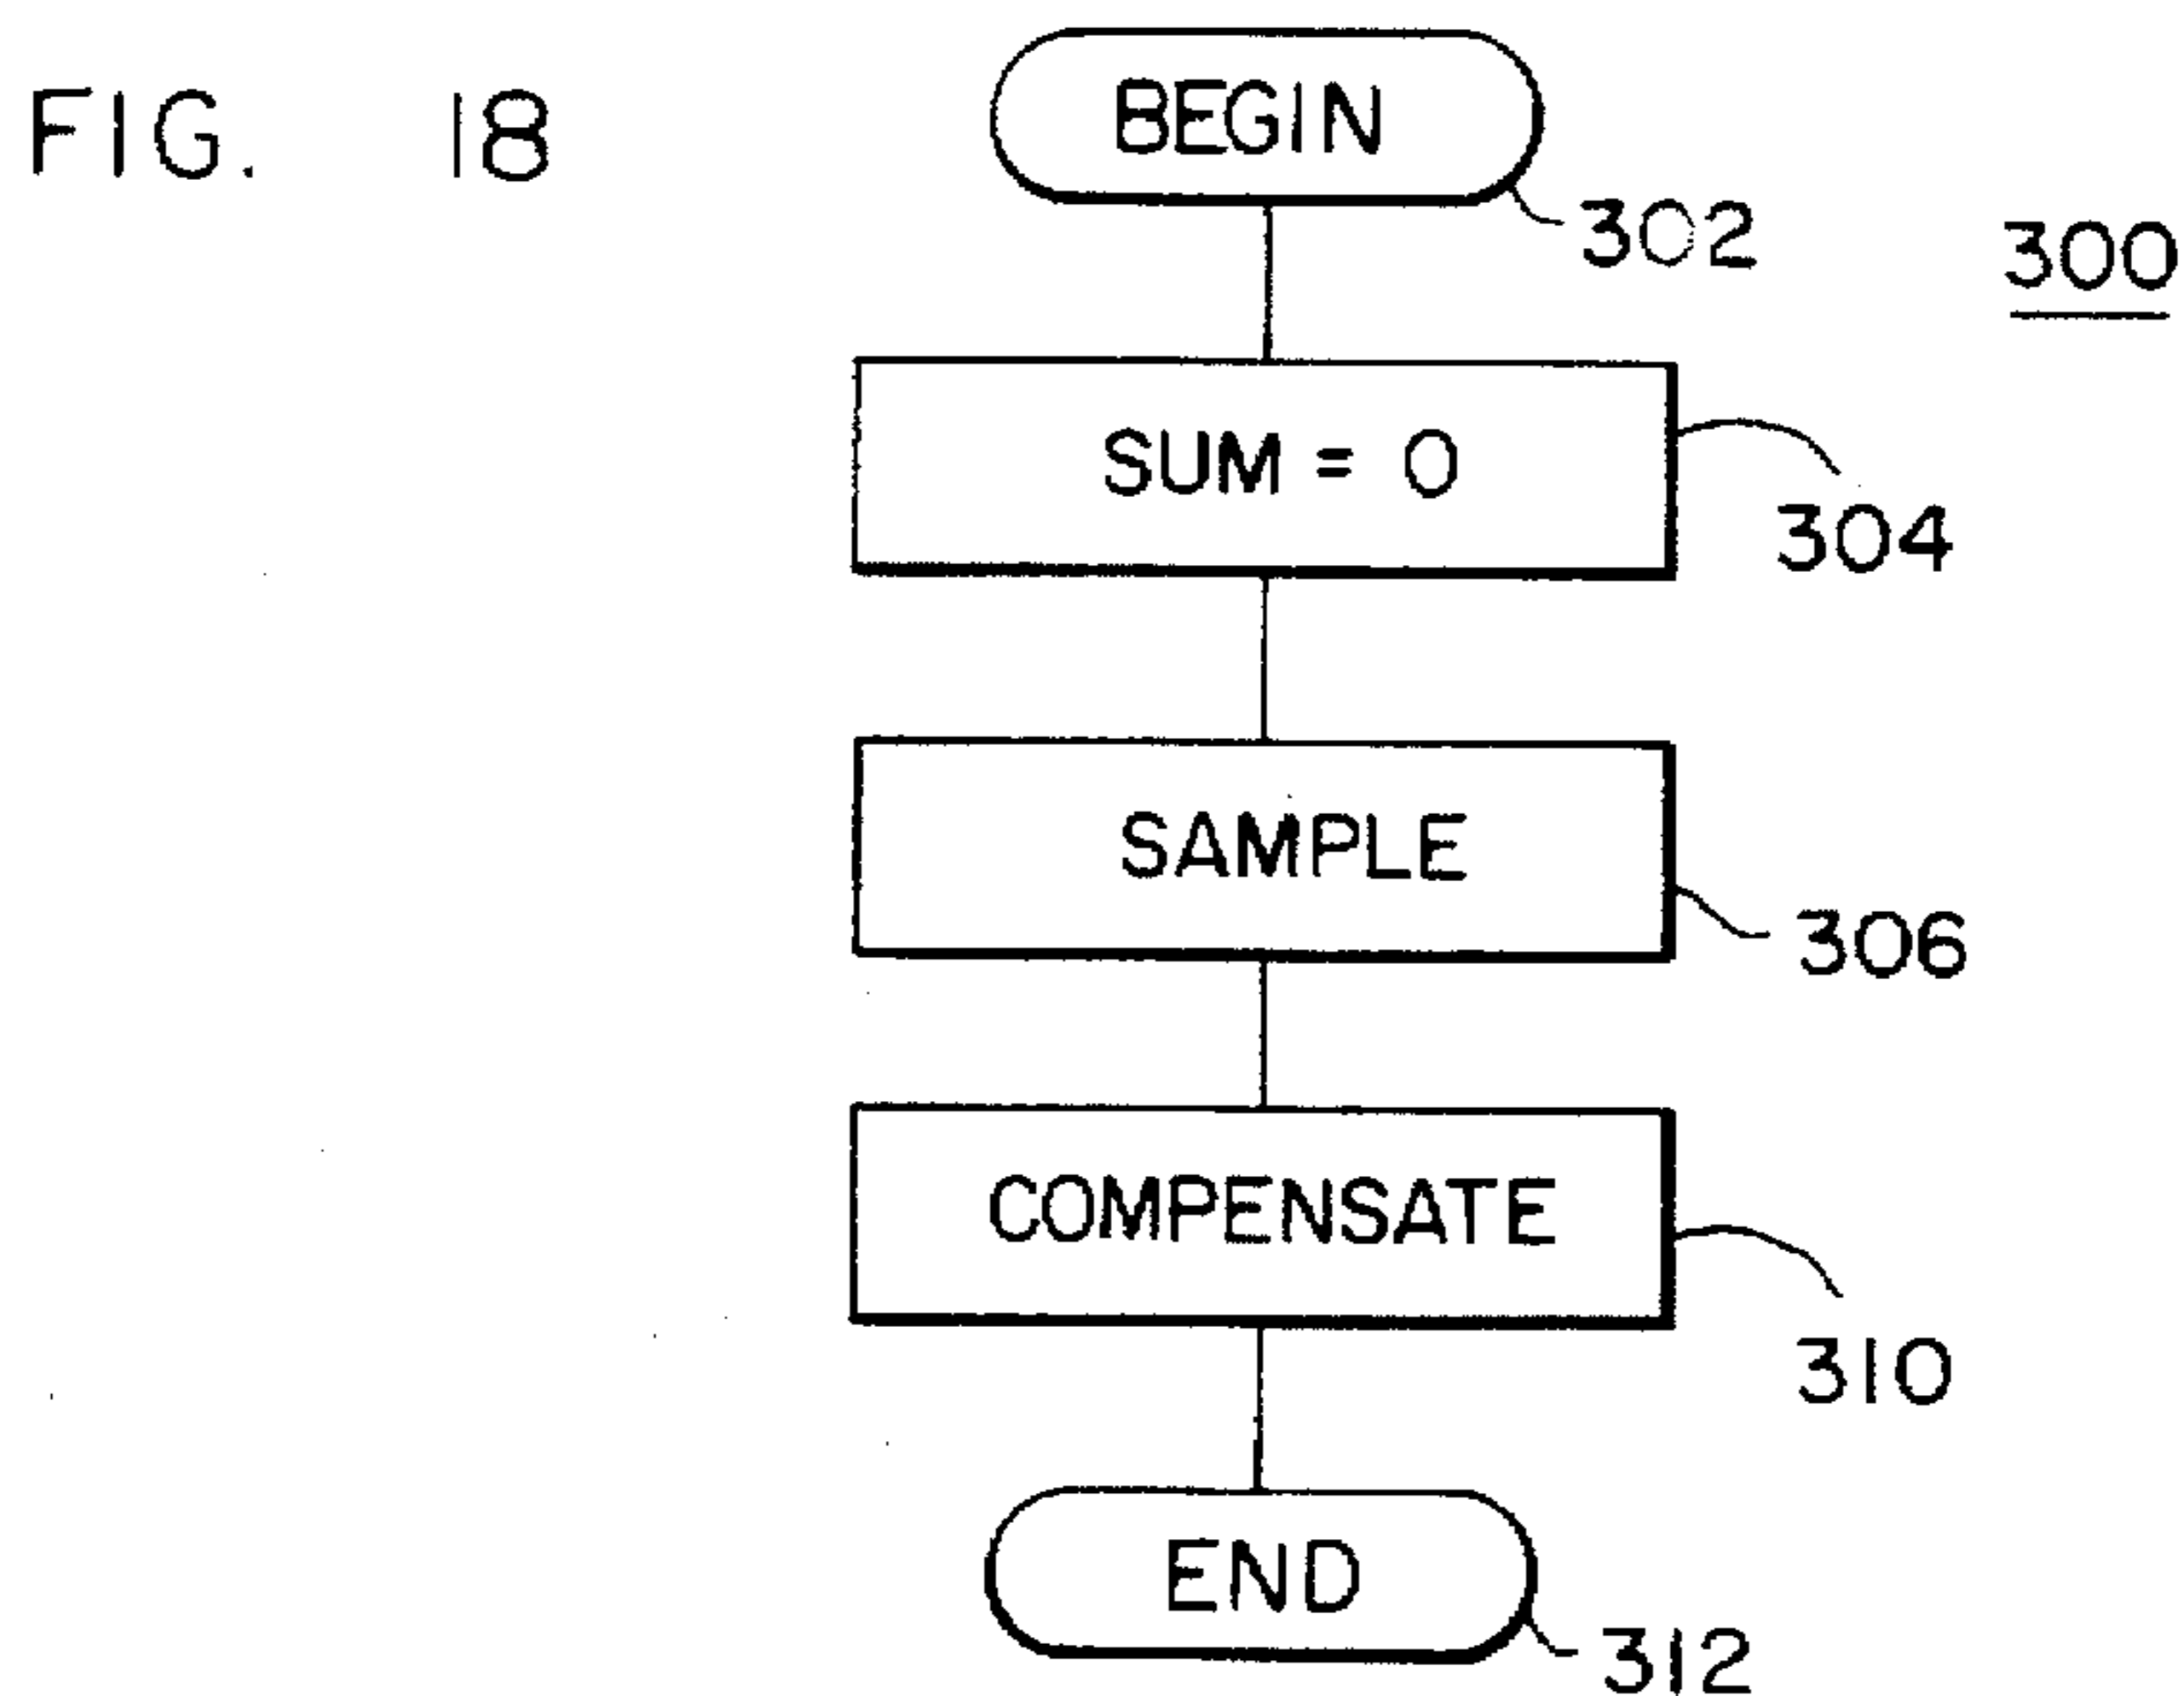 FIG. 18
BEGIN
302
300
SUM = 0
304
SAMPLE
306
COMPENSATE
310
END
312